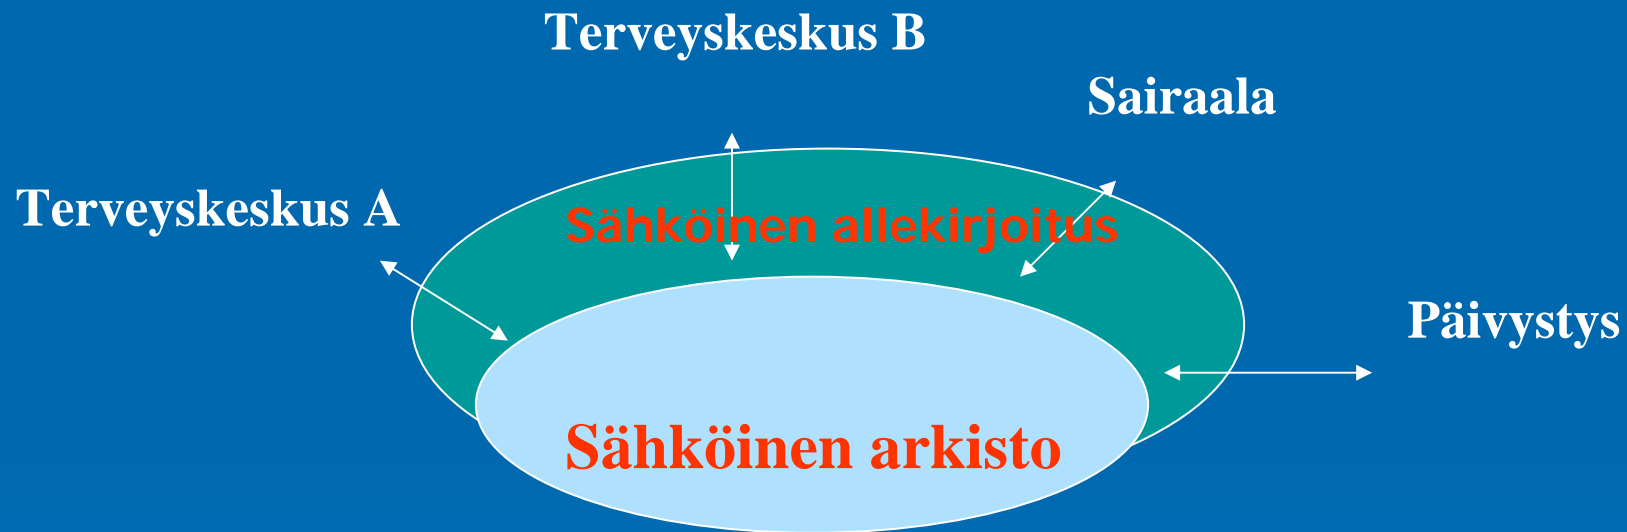 Terveyskeskus B
Sairaala
Terveyskeskus A
Sähköinen allekirjoitus
Päivystys
Sähköinen arkisto